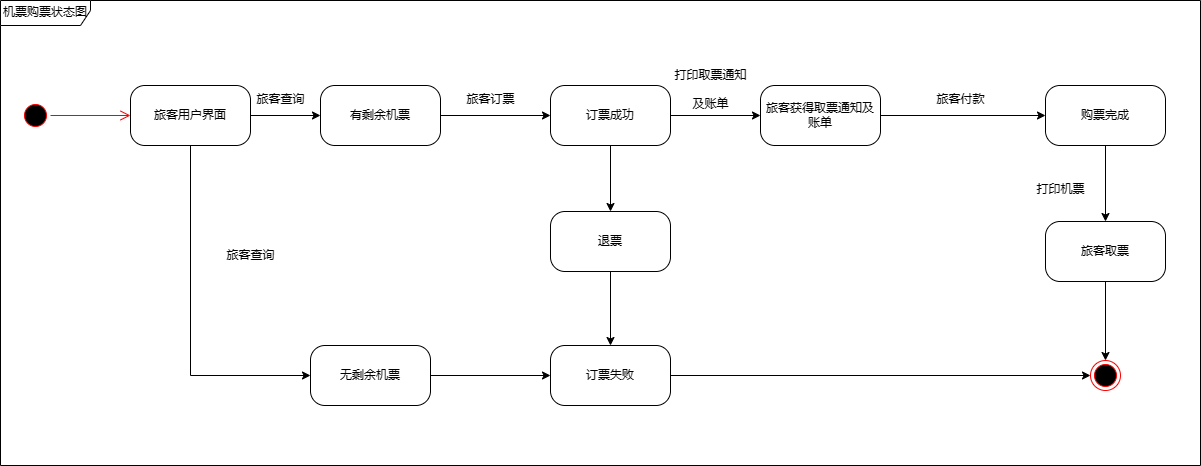 机票购票状态图
打印取票通知
及账单
旅客查询
旅客订票
旅客付款
旅客用户界面
有剩余机票
订票成功
旅客获得取票通知及
账单
购票完成
打印机票
退票
旅客取票
旅客查询
无剩余机票
订票失败